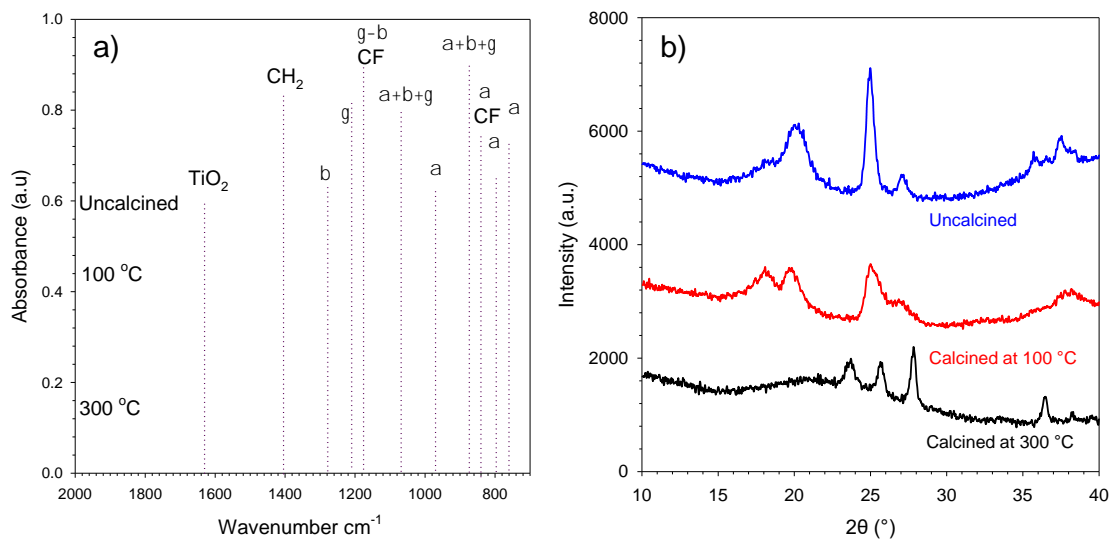 a)
g-b
CF
a+b+g
CH₂
a+b+g
a
CF
a
g
a
b
a
TiO₂
Uncalcined
100 °C
300 °C
1.0
0.8
0.6
0.4
0.2
0.0
Absorbance (a.u)
2000
1600
1400
1200
1000
800
Wavenumber cm⁻¹
b)
8000
6000
4000
2000
0
Intensity (a.u.)
Uncalcined
Calcined at 100 °C
Calcined at 300 °C
10
15
20
25
30
35
40
2θ (°)